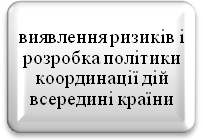 виявлення ризиків і
розробка політики
координації дій
всередині країни